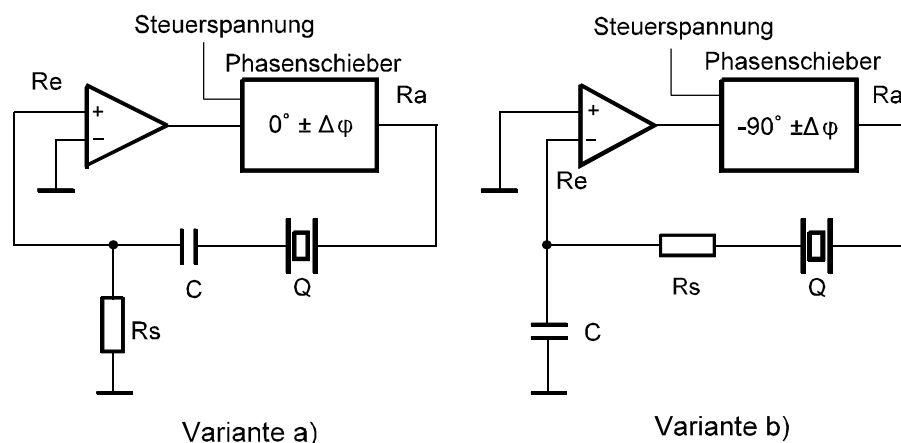 Steuerspannung
Phasenschieber
Re
Ra
+
−
0° ± Δφ
C
Q
Rs
Variante a)
Steuerspannung
Phasenschieber
Ra
+
−
-90° ±Δφ
Re
Rs
Q
C
Variante b)